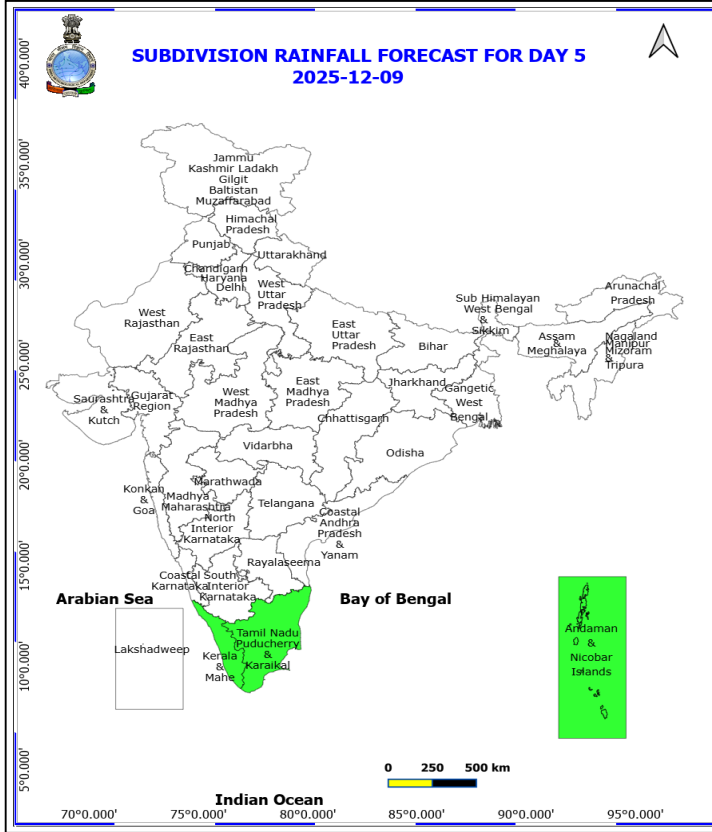 SUBDIVISION RAINFALL FORECAST FOR DAY 5
2025-12-09
40°0.000'
35°0.000'
30°0.000'
25°0.000'
20°0.000'
15°0.000'
10°0.000'
5°0.000'
Jammu
Kashmir Ladakh
Gilgit
Baltistan
Muzaffarabad
Himachal
Pradesh
Punjab
Uttarakhand
Chandigarh
Haryana
Delhi
West
Uttar
Pradesh
West
Rajasthan
East
Rajasthan
East
Uttar
Pradesh
Bihar
Sub Himalayan
West Bengal
&
Sikkim
Arunachal
Pradesh
Assam
&
Meghalaya
Nagaland
Manipur
Mizoram
&
Tripura
Saurashtra
&
Kutch
Gujarat
Region
West
Madhya
Pradesh
East
Madhya
Pradesh
Jharkhand
Gangetic
West
Bengal
Chhattisgarh
Odisha
Vidarbha
Konkan
&
Goa
Madhya
Maharashtra
Marathwada
Telangana
North
Interior
Karnataka
Coastal
Andhra
Pradesh
&
Yanam
Rayalaseema
Coastal
Karnataka
South
Interior
Karnataka
Arabian Sea
Bay of Bengal
Lakshadweep
Kerala
&
Mahe
Tamil Nadu
Puducherry
&
Karaikal
Andaman
&
Nicobar
Islands
0 250 500 km
Indian Ocean
70°0.000' 75°0.000' 80°0.000' 85°0.000' 90°0.000' 95°0.000'